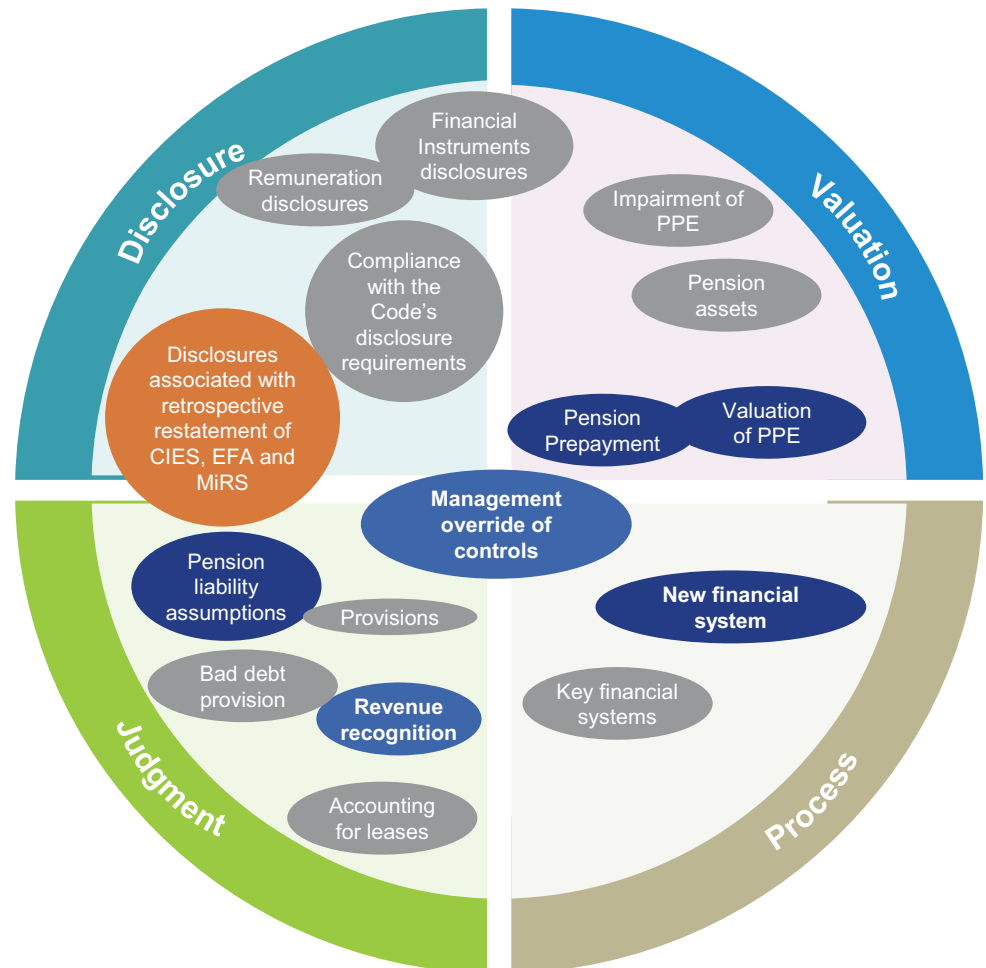 Disclosure
Financial
Instruments
disclosures
Remuneration
disclosures
Compliance
with the
Code’s
disclosure
requirements
Disclosures
associated with
retrospective
restatement of
CIES, EFA and
MiRS
Valuation
Impairment of
PPE
Pension
assets
Pension
Prepayment
Valuation
of PPE
Management
override of
controls
Judgment
Pension
liability
assumptions
Provisions
Bad debt
provision
Revenue
recognition
Accounting
for leases
Process
New financial
system
Key financial
systems